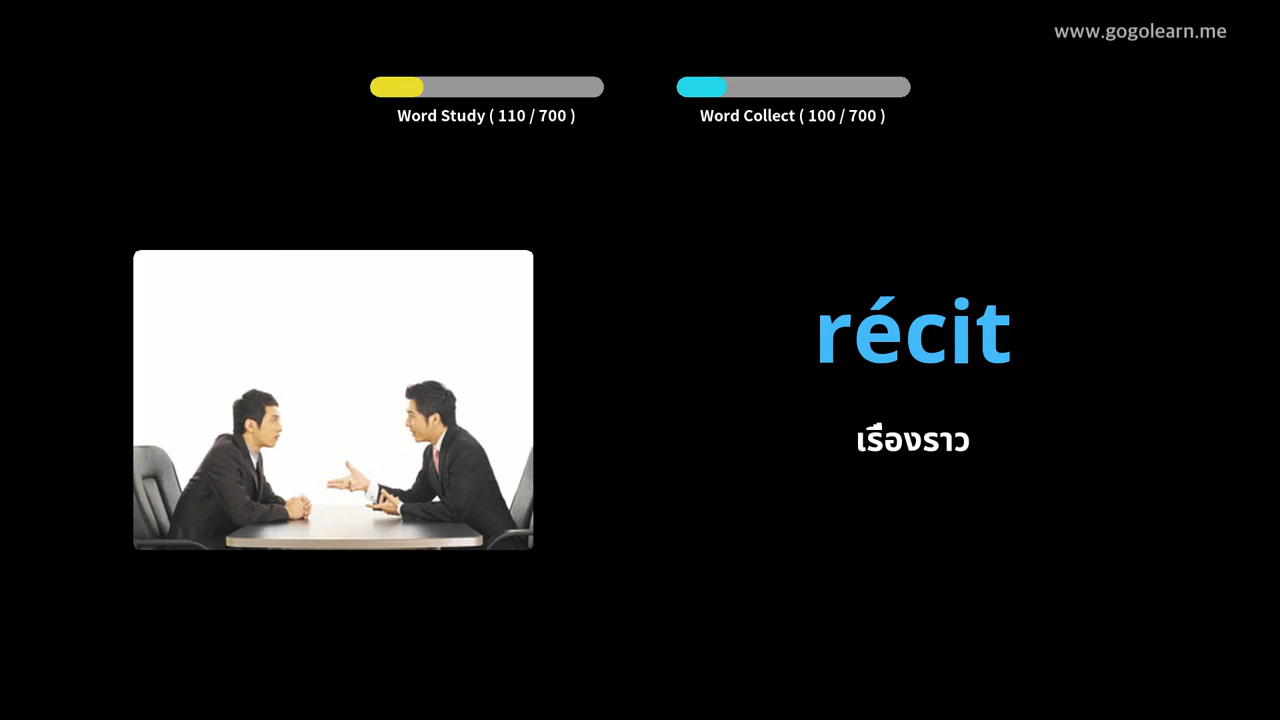 www.gogolearn.me
Word Study ( 110 / 700 )
Word Collect ( 100 / 700 )
récit
เรื่องราว